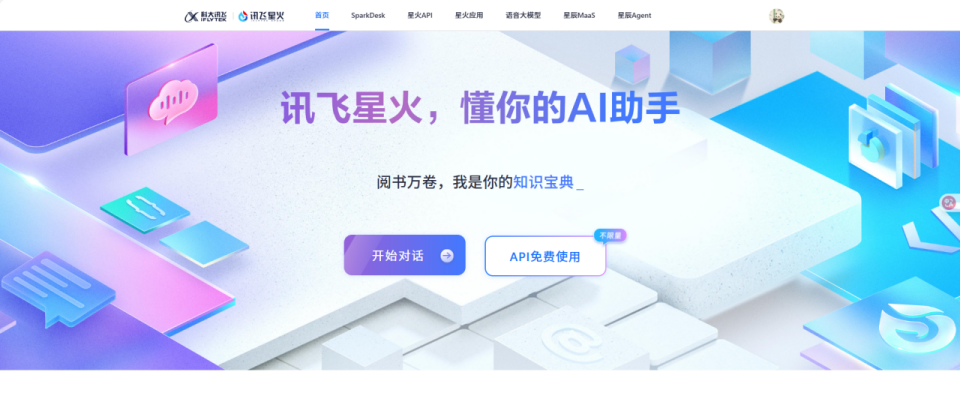 科大讯飞 iFLYTEK 讯飞星火 首页 SparkDesk 星火API 星火应用 语音大模型 星辰MaaS 星辰Agent
讯飞星火，懂你的AI助手
阅书万卷，我是你的知识宝典_
不限量
开始对话 API免费使用
@